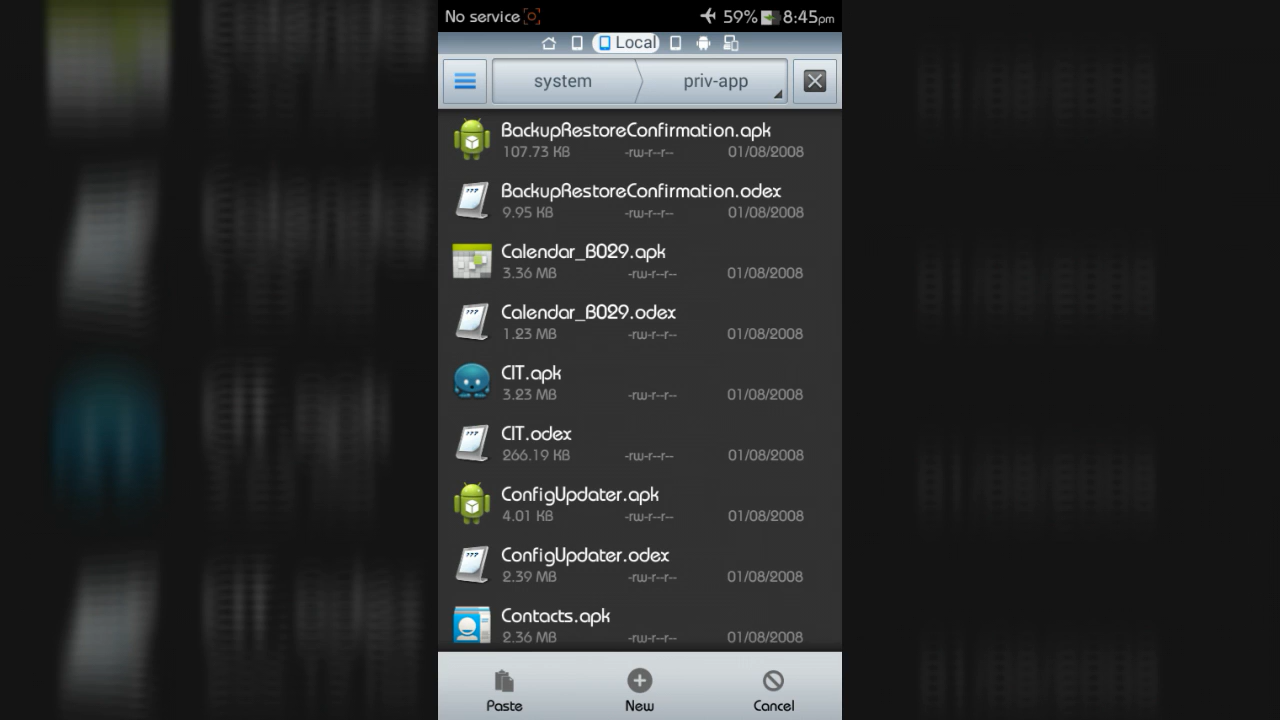 No service 59% 8:45pm
Local
system priv-app
BackupRestoreConfirmation.apk
107.73 KB -rw-r--r-- 01/08/2008
BackupRestoreConfirmation.odex
9.95 KB -rw-r--r-- 01/08/2008
Calendar_B029.apk
3.36 MB -rw-r--r-- 01/08/2008
Calendar_B029.odex
1.23 MB -rw-r--r-- 01/08/2008
CIT.apk
3.23 MB -rw-r--r-- 01/08/2008
CIT.odex
266.19 KB -rw-r--r-- 01/08/2008
ConfigUpdater.apk
4.01 KB -rw-r--r-- 01/08/2008
ConfigUpdater.odex
2.39 MB -rw-r--r-- 01/08/2008
Contacts.apk
2.36 MB -rw-r--r-- 01/08/2008
Paste New Cancel